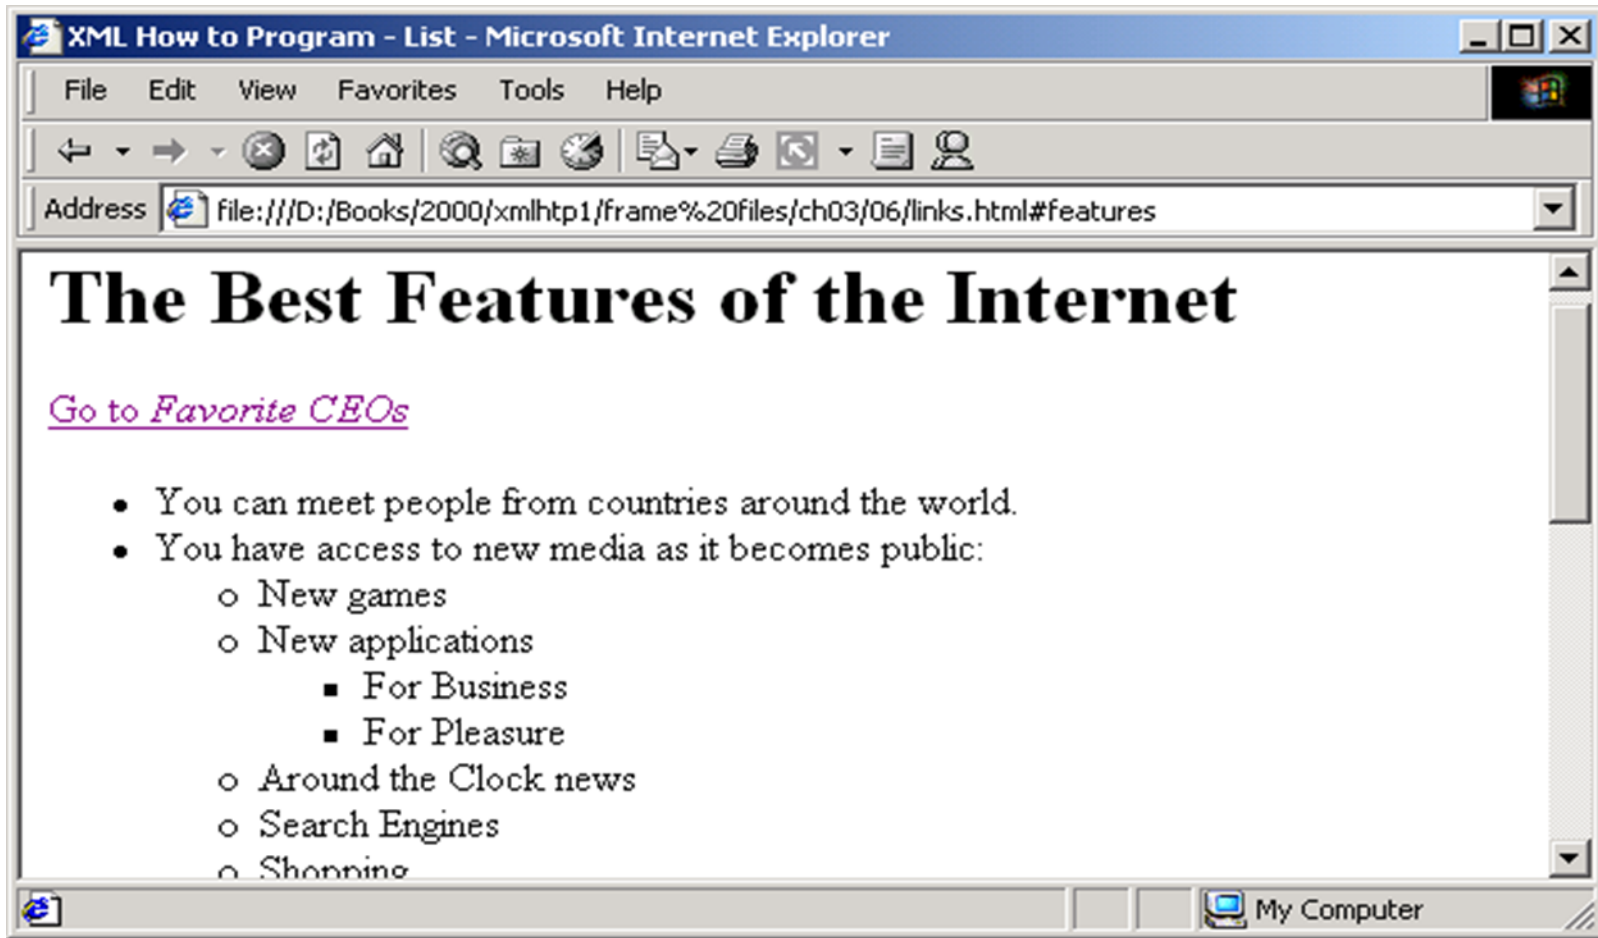 XML How to Program - List - Microsoft Internet Explorer
File Edit View Favorites Tools Help
Address file:///D:/Books/2000/xmlhtp1/frame%20files/ch03/06/links.html#features
The Best Features of the Internet
Go to Favorite CEOs
You can meet people from countries around the world.
You have access to new media as it becomes public:
New games
New applications
For Business
For Pleasure
Around the Clock news
Search Engines
Shopping
My Computer